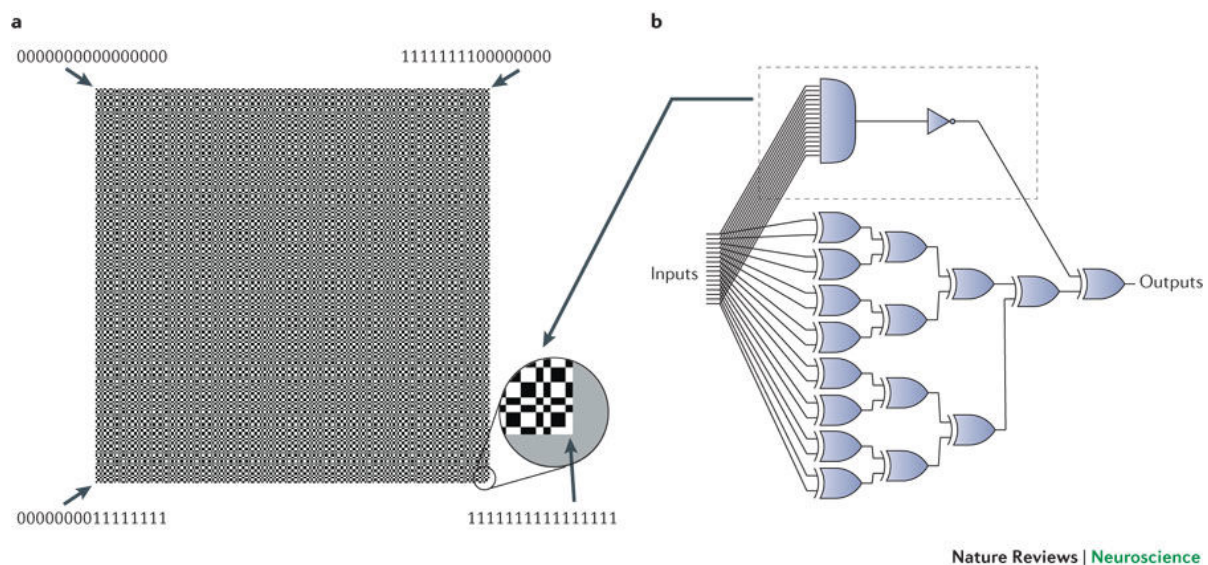 a
0000000000000000
1111111100000000
0000000011111111
1111111111111111
b
Inputs
Outputs
Nature Reviews | Neuroscience